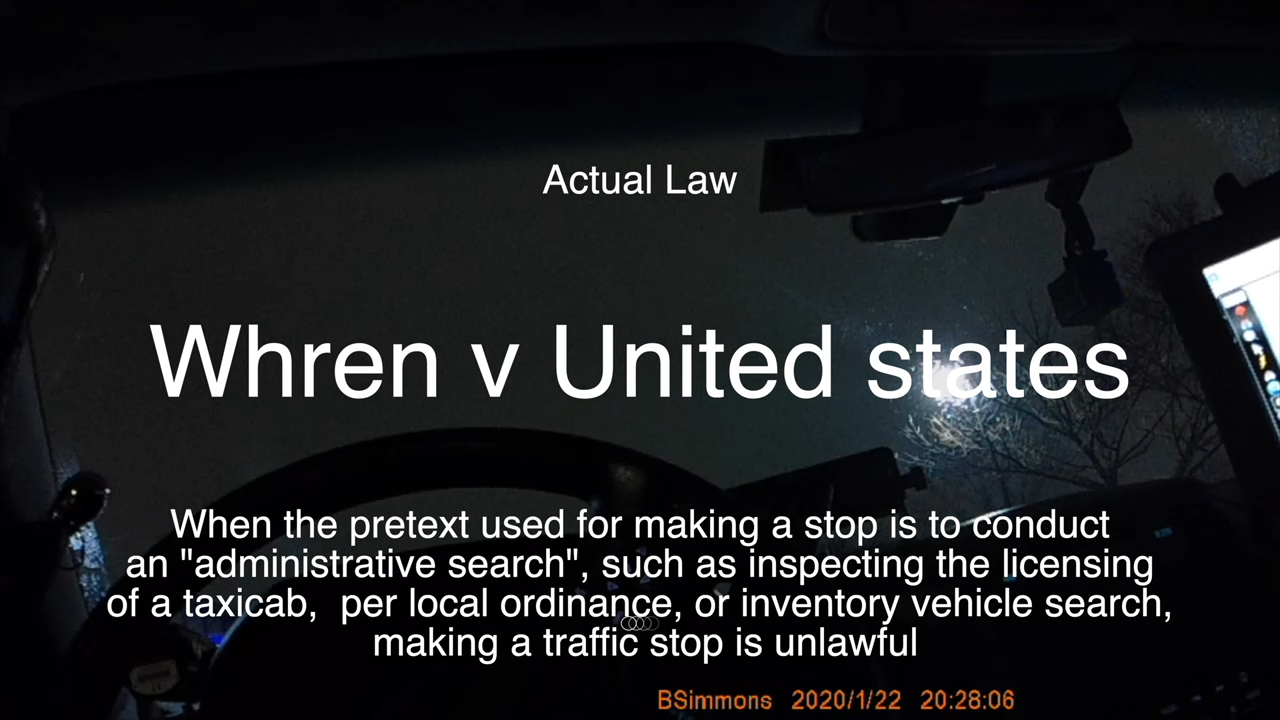 Actual Law
Whren v United states
When the pretext used for making a stop is to conduct
an "administrative search", such as inspecting the licensing
of a taxicab,  per local ordinance, or inventory vehicle search,
making a traffic stop is unlawful
BSimmons 2020/1/22 20:28:06